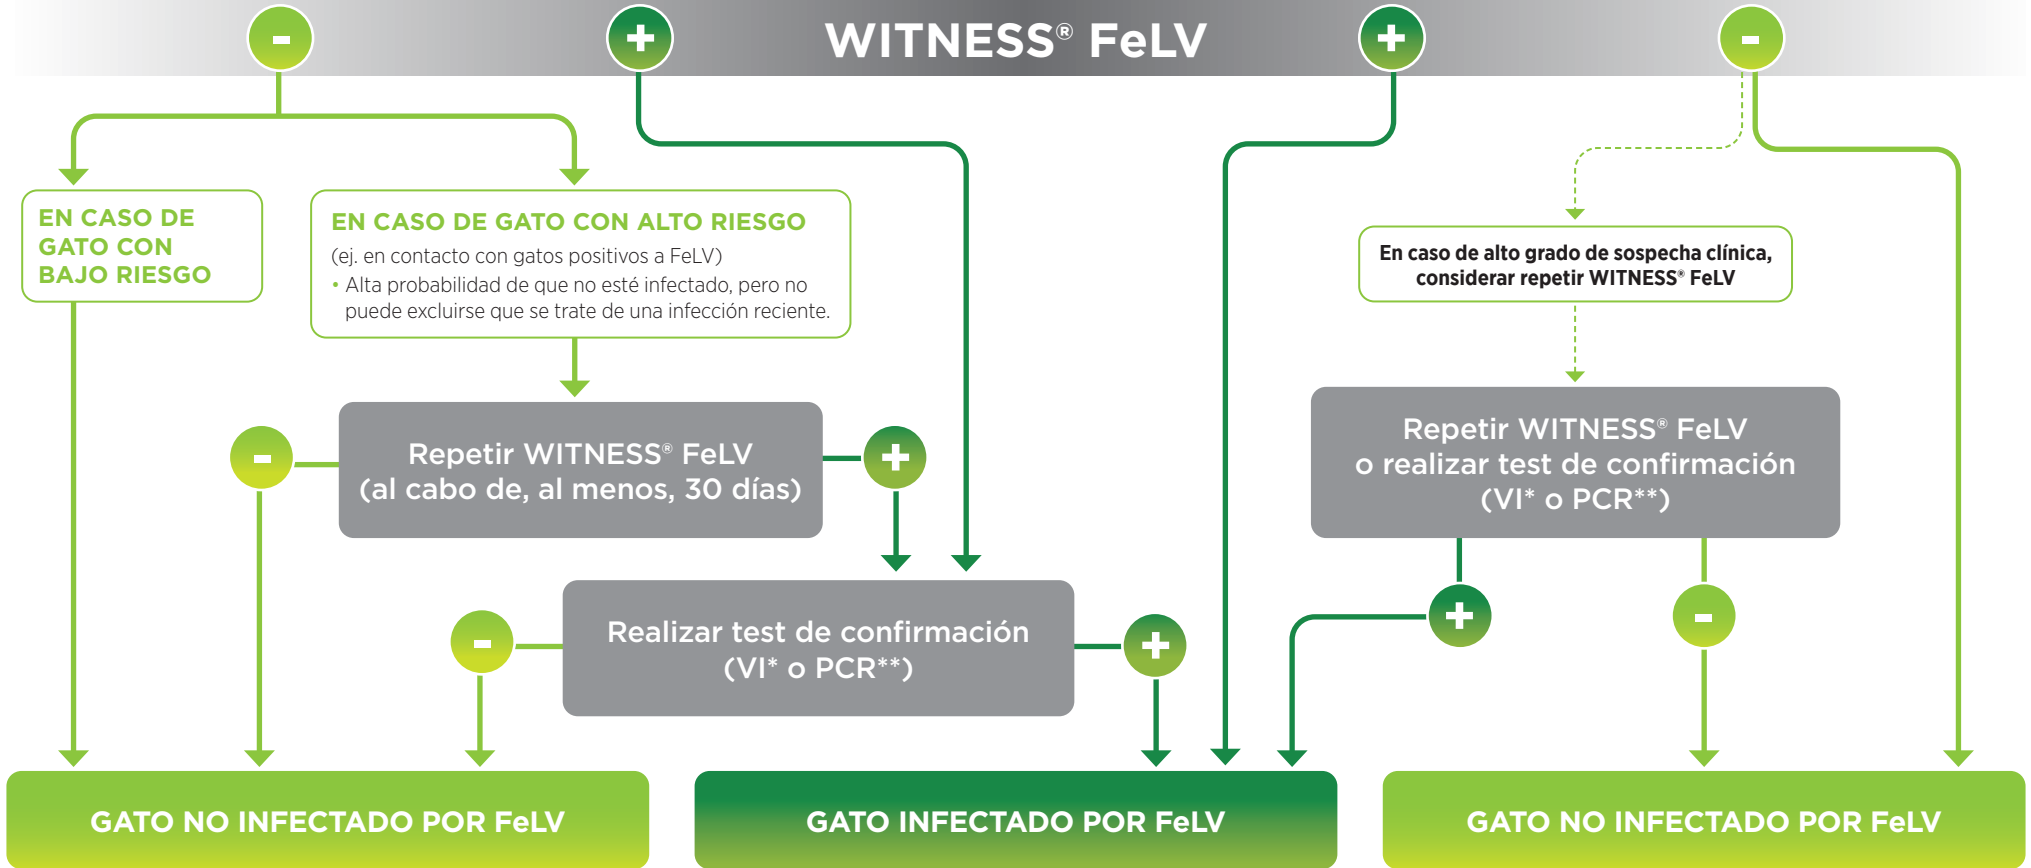 - + WITNESS® FeLV + -
EN CASO DE
GATO CON
BAJO RIESGO
EN CASO DE GATO CON ALTO RIESGO
(ej. en contacto con gatos positivos a FeLV)
• Alta probabilidad de que no esté infectado, pero no
puede excluirse que se trate de una infección reciente.
En caso de alto grado de sospecha clínica,
considerar repetir WITNESS® FeLV
- Repetir WITNESS® FeLV +
(al cabo de, al menos, 30 días)
Repetir WITNESS® FeLV
o realizar test de confirmación
(VI* o PCR**)
+ -
- Realizar test de confirmación +
(VI* o PCR**)
GATO NO INFECTADO POR FeLV
GATO INFECTADO POR FeLV
GATO NO INFECTADO POR FeLV